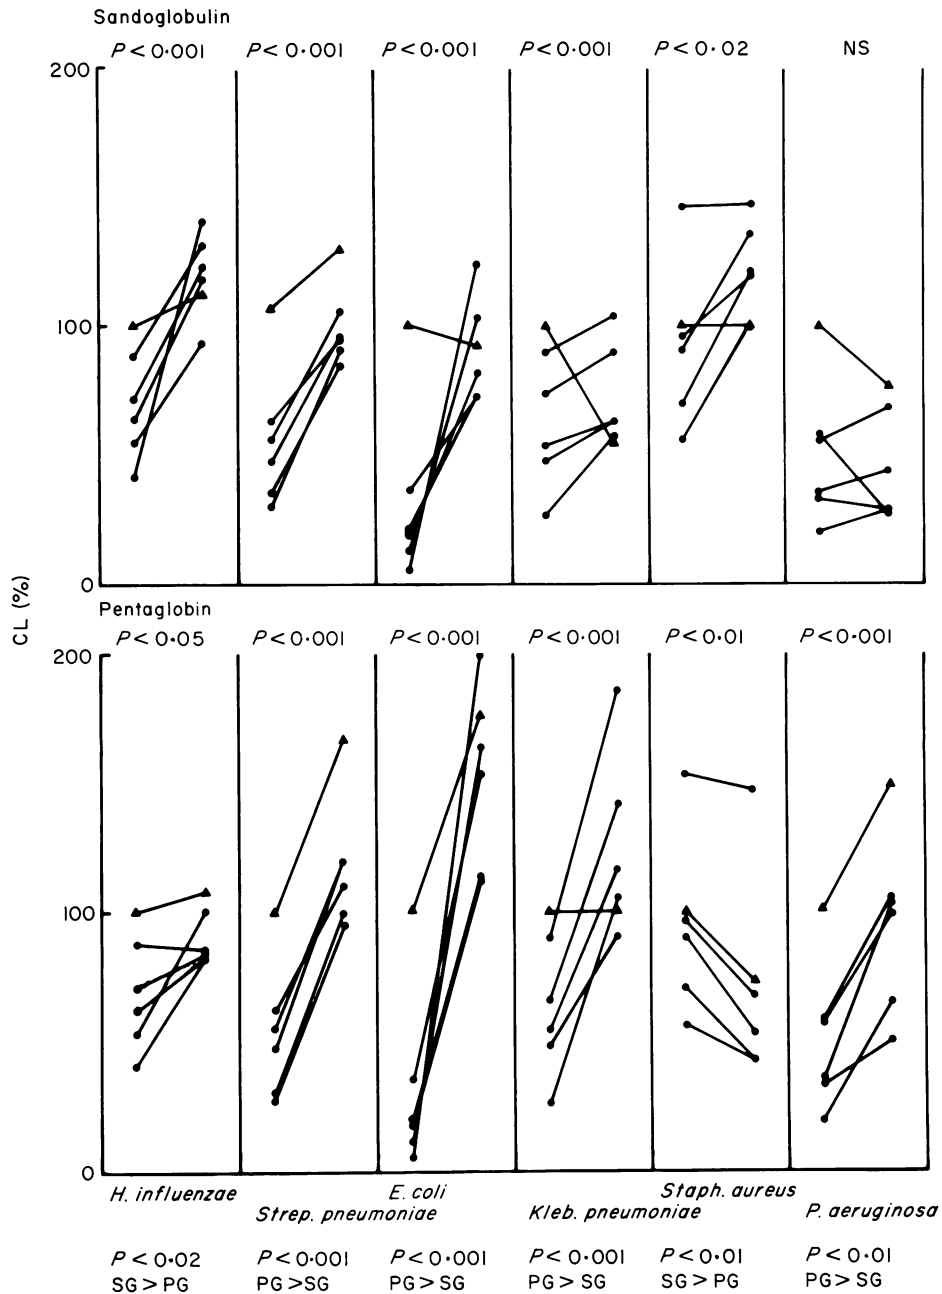 Sandoglobulin
P < 0·001 P < 0·001 P < 0·001 P < 0·001 P < 0·02 NS
200
100
0
CL (%)
Pentaglobin
P < 0·05 P < 0·001 P < 0·001 P < 0·001 P < 0·01 P < 0·001
200
100
0
H. influenzae E. coli Staph. aureus
Strep. pneumoniae Kleb. pneumoniae P. aeruginosa
P < 0·02 P < 0·001 P < 0·001 P < 0·001 P < 0·01 P < 0·01
SG > PG PG > SG PG > SG PG > SG SG > PG PG > SG